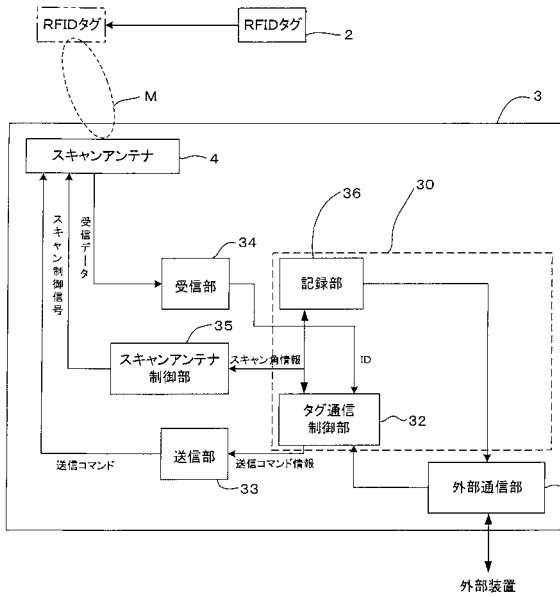 RFIDタグ
RFIDタグ
2
M
3
スキャンアンテナ
4
スキャン制御信号
受信データ
34
受信部
36
30
記録部
35
スキャンアンテナ
制御部
スキャン角情報
ID
タグ通信
制御部
32
送信コマンド
送信部
33
送信コマンド情報
外部通信部
外部装置